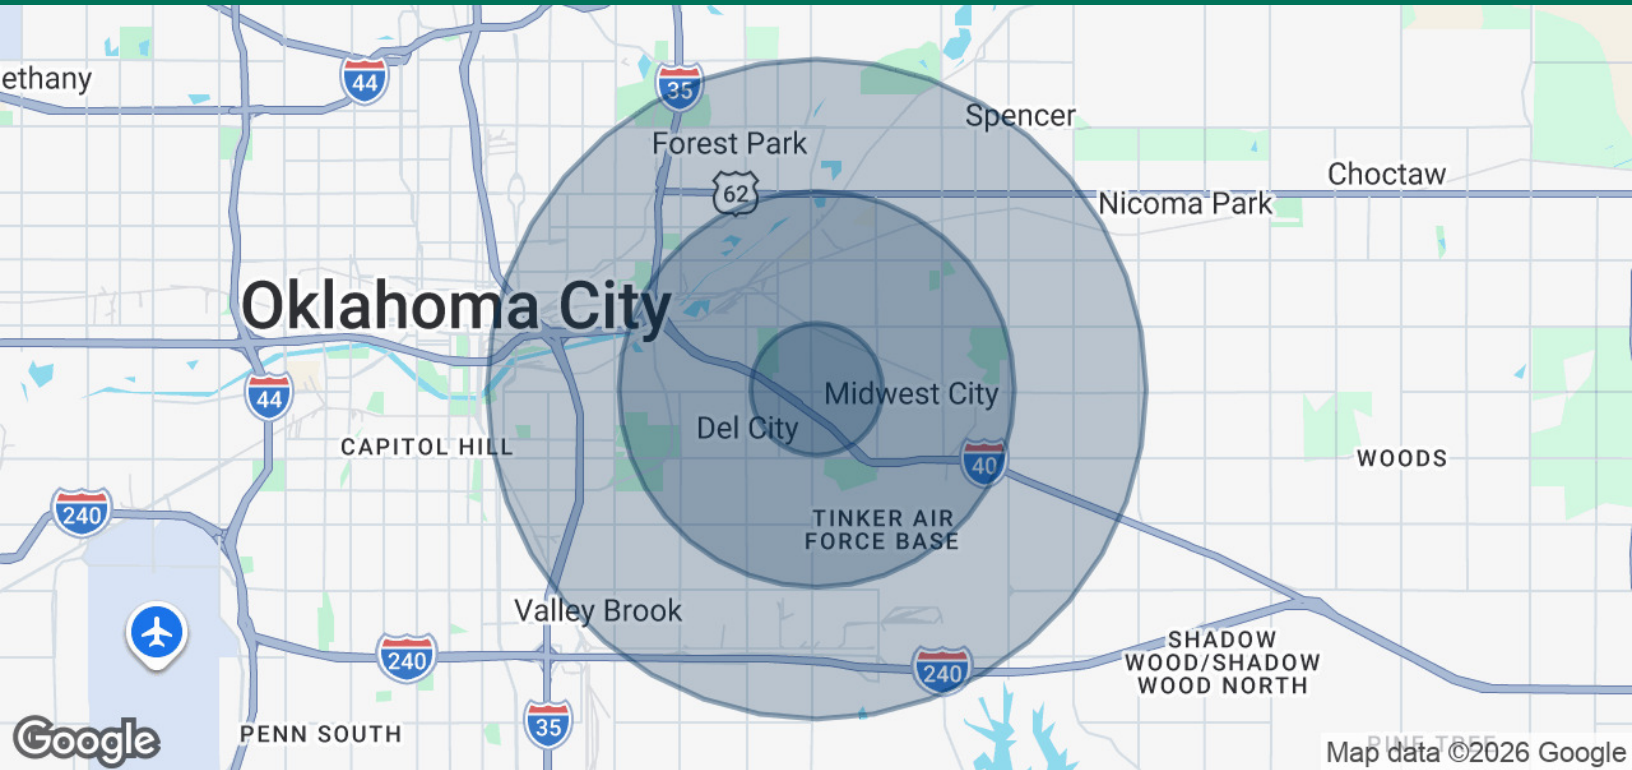 ethany
44
35
Spencer
Forest Park
62
Choctaw
Nicoma Park
Oklahoma City
44
Midwest City
Del City
CAPITOL HILL
40
WOODS
240
TINKER AIR
FORCE BASE
Valley Brook
240
240
SHADOW
WOOD/SHADOW
WOOD NORTH
35
PENN SOUTH
Google
PINE TREE
Map data ©2026 Google